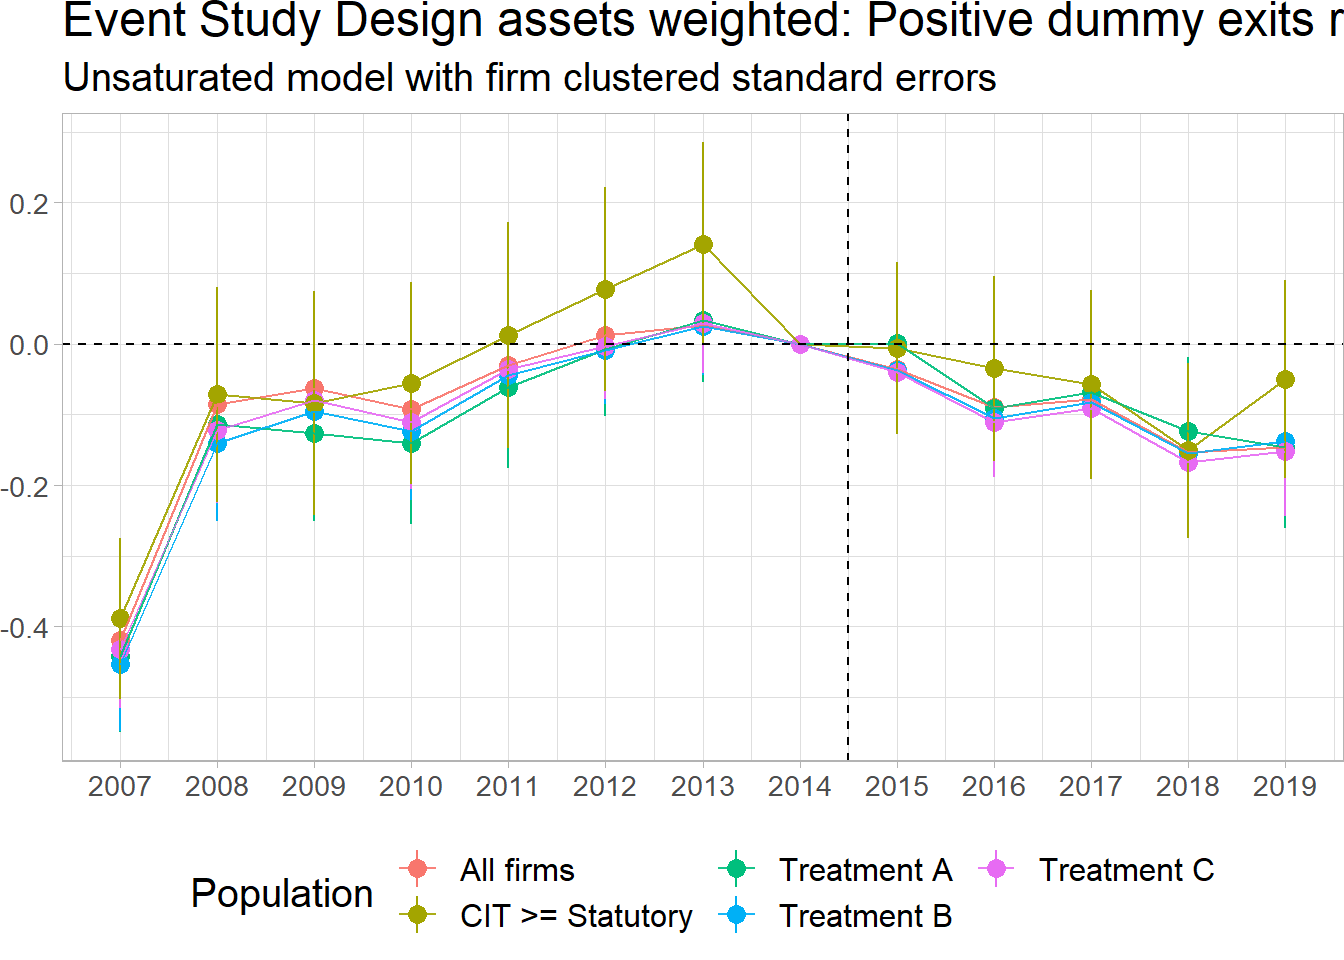 Event Study Design assets weighted: Positive dummy exits
Unsaturated model with firm clustered standard errors
0.2
0.0
-0.2
-0.4
2007 2008 2009 2010 2011 2012 2013 2014 2015 2016 2017 2018 2019
Population
All firms Treatment A Treatment C
CIT >= Statutory Treatment B